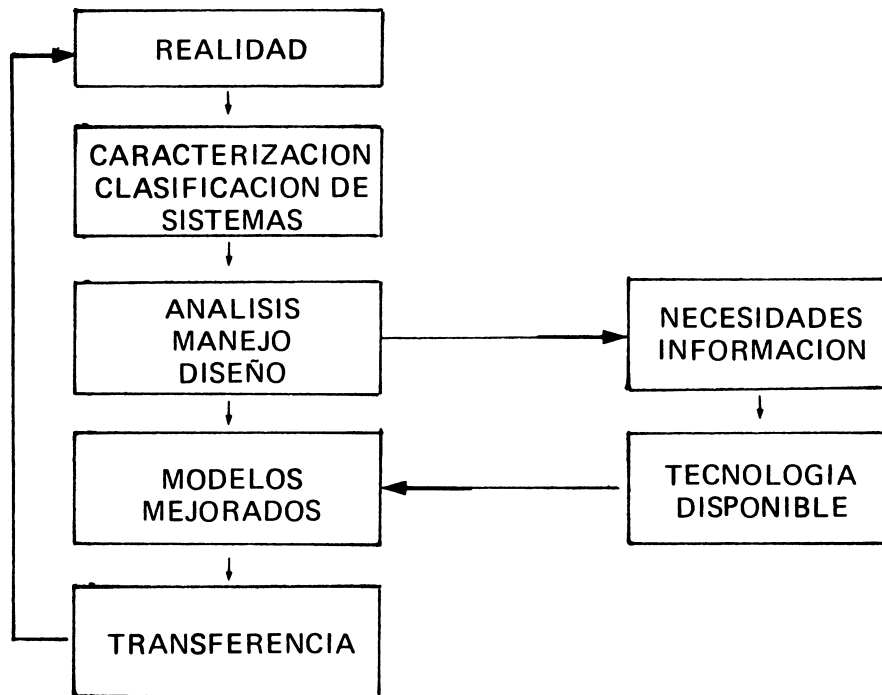 REALIDAD
CARACTERIZACION
CLASIFICACION DE
SISTEMAS
ANALISIS
MANEJO
DISEÑO
NECESIDADES
INFORMACION
MODELOS
MEJORADOS
TECNOLOGIA
DISPONIBLE
TRANSFERENCIA